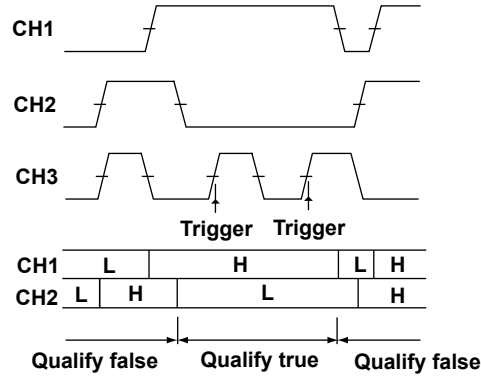 CH1
CH2
CH3
Trigger Trigger
CH1 L H L H
CH2 L H L H
Qualify false Qualify true Qualify false